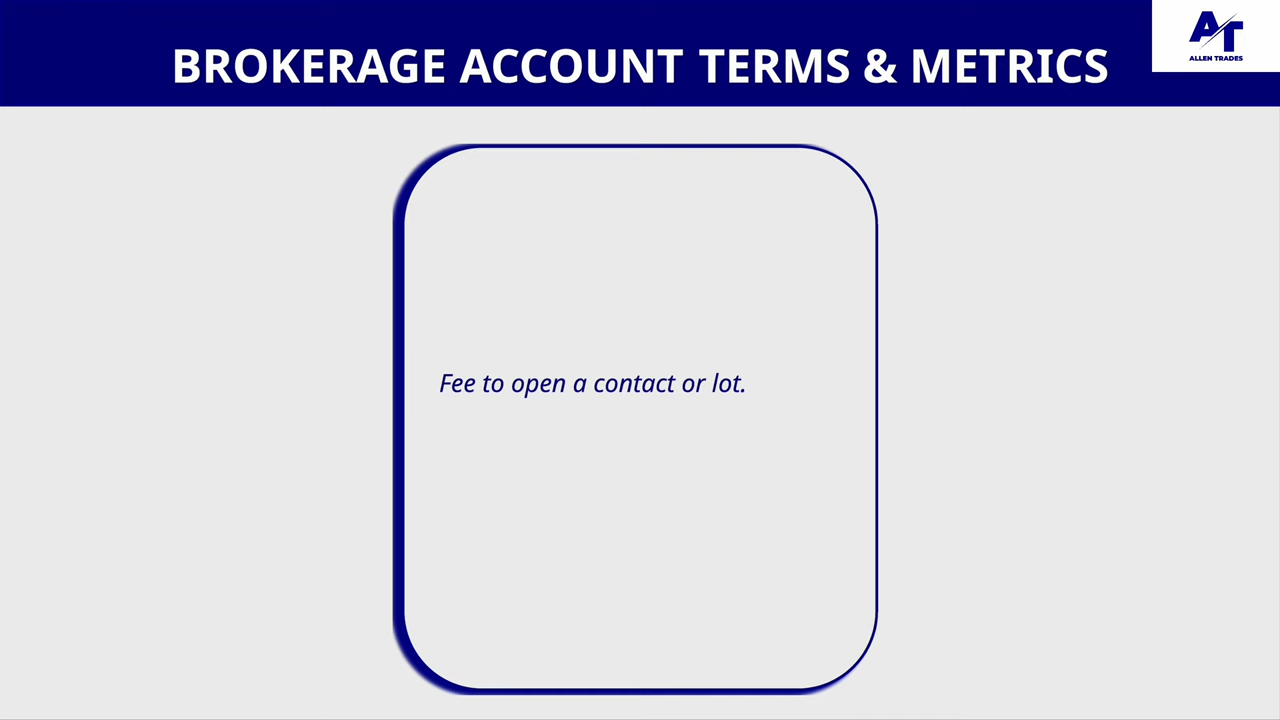 BROKERAGE ACCOUNT TERMS & METRICS
AT
ALLEN TRADES
Fee to open a contact or lot.